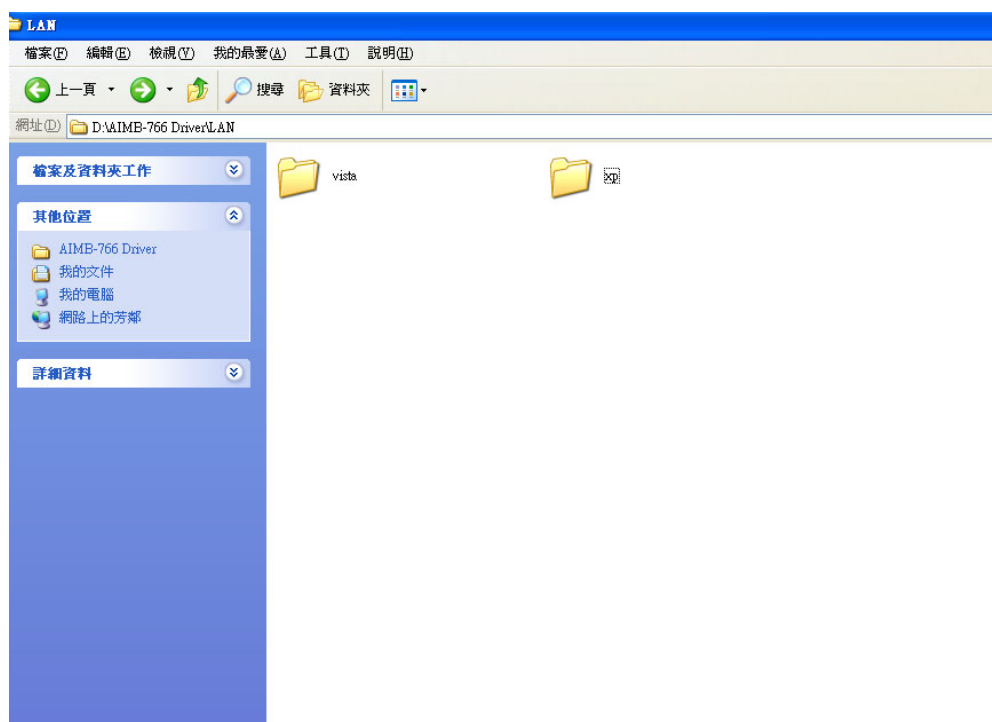 LAN
檔案(F) 編輯(E) 檢視(V) 我的最愛(A) 工具(T) 說明(H)
上一頁 搜尋 資料夾
網址(D) D:\AIMB-766 Driver\LAN
檔案及資料夾工作
vista
xp
其他位置
AIMB-766 Driver
我的文件
我的電腦
網路上的芳鄰
詳細資料